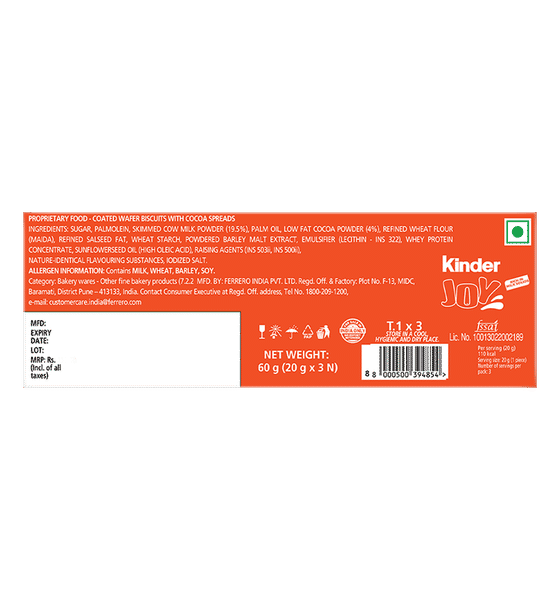 PROPRIETARY FOOD - COATED WAFER BISCUITS WITH COCOA SPREADS
INGREDIENTS: SUGAR, PALMOLEIN, SKIMMED COW MILK POWDER (19.5%), PALM OIL, LOW FAT COCOA POWDER (4%), REFINED WHEAT FLOUR
(MAIDA), REFINED SALSEED FAT, WHEAT STARCH, POWDERED BARLEY MALT EXTRACT, EMULSIFIER (LECITHIN - INS 322), WHEY PROTEIN
CONCENTRATE, SUNFLOWERSEED OIL (HIGH OLEIC ACID), RAISING AGENTS (INS 503ii, INS 500ii),
NATURE-IDENTICAL FLAVOURING SUBSTANCES, IODIZED SALT.
ALLERGEN INFORMATION: Contains MILK, WHEAT, BARLEY, SOY.
Category: Bakery wares - Other fine bakery products (7.2.2 MFD. BY: FERRERO INDIA PVT. LTD. Regd. Off. & Factory: Plot No. F-13, MIDC,
Baramati, District Pune – 413133, India. Contact Consumer Executive at Regd. Off. address, Tel No. 1800-209-1200,
e-mail: customercare.india@ferrero.com
Kinder
JOY
MFD:
EXPIRY
DATE:
LOT:
MRP: Rs.
(Incl. of all
taxes)
INDIA ONLY
NET WEIGHT:
60 g (20 g x 3 N)
T.1 x 3
STORE IN A COOL,
HYGIENIC AND DRY PLACE.
8 8 000500 394854 >
fssai
Lic. No. 10013022002189
Per serving (20 g)
110 kcal
Serving size: 20 g (1 piece)
Number of servings per
pack: 3